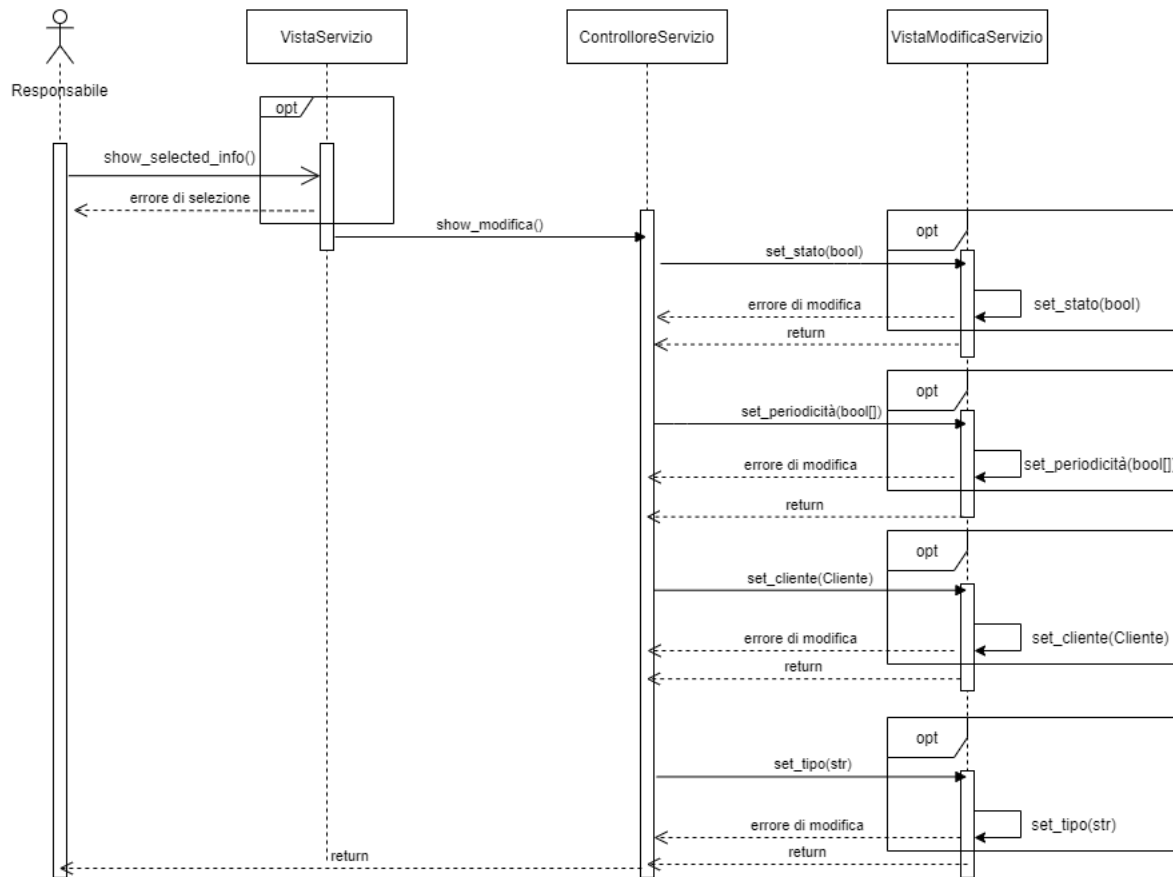 VistaServizio
ControlloreServizio
VistaModificaServizio
Responsabile
opt
show_selected_info()
errore di selezione
show_modifica()
opt
set_stato(bool)
set_stato(bool)
errore di modifica
return
opt
set_periodicità(bool[])
set_periodicità(bool[])
errore di modifica
return
opt
set_cliente(Cliente)
set_cliente(Cliente)
errore di modifica
return
opt
set_tipo(str)
set_tipo(str)
errore di modifica
return
return